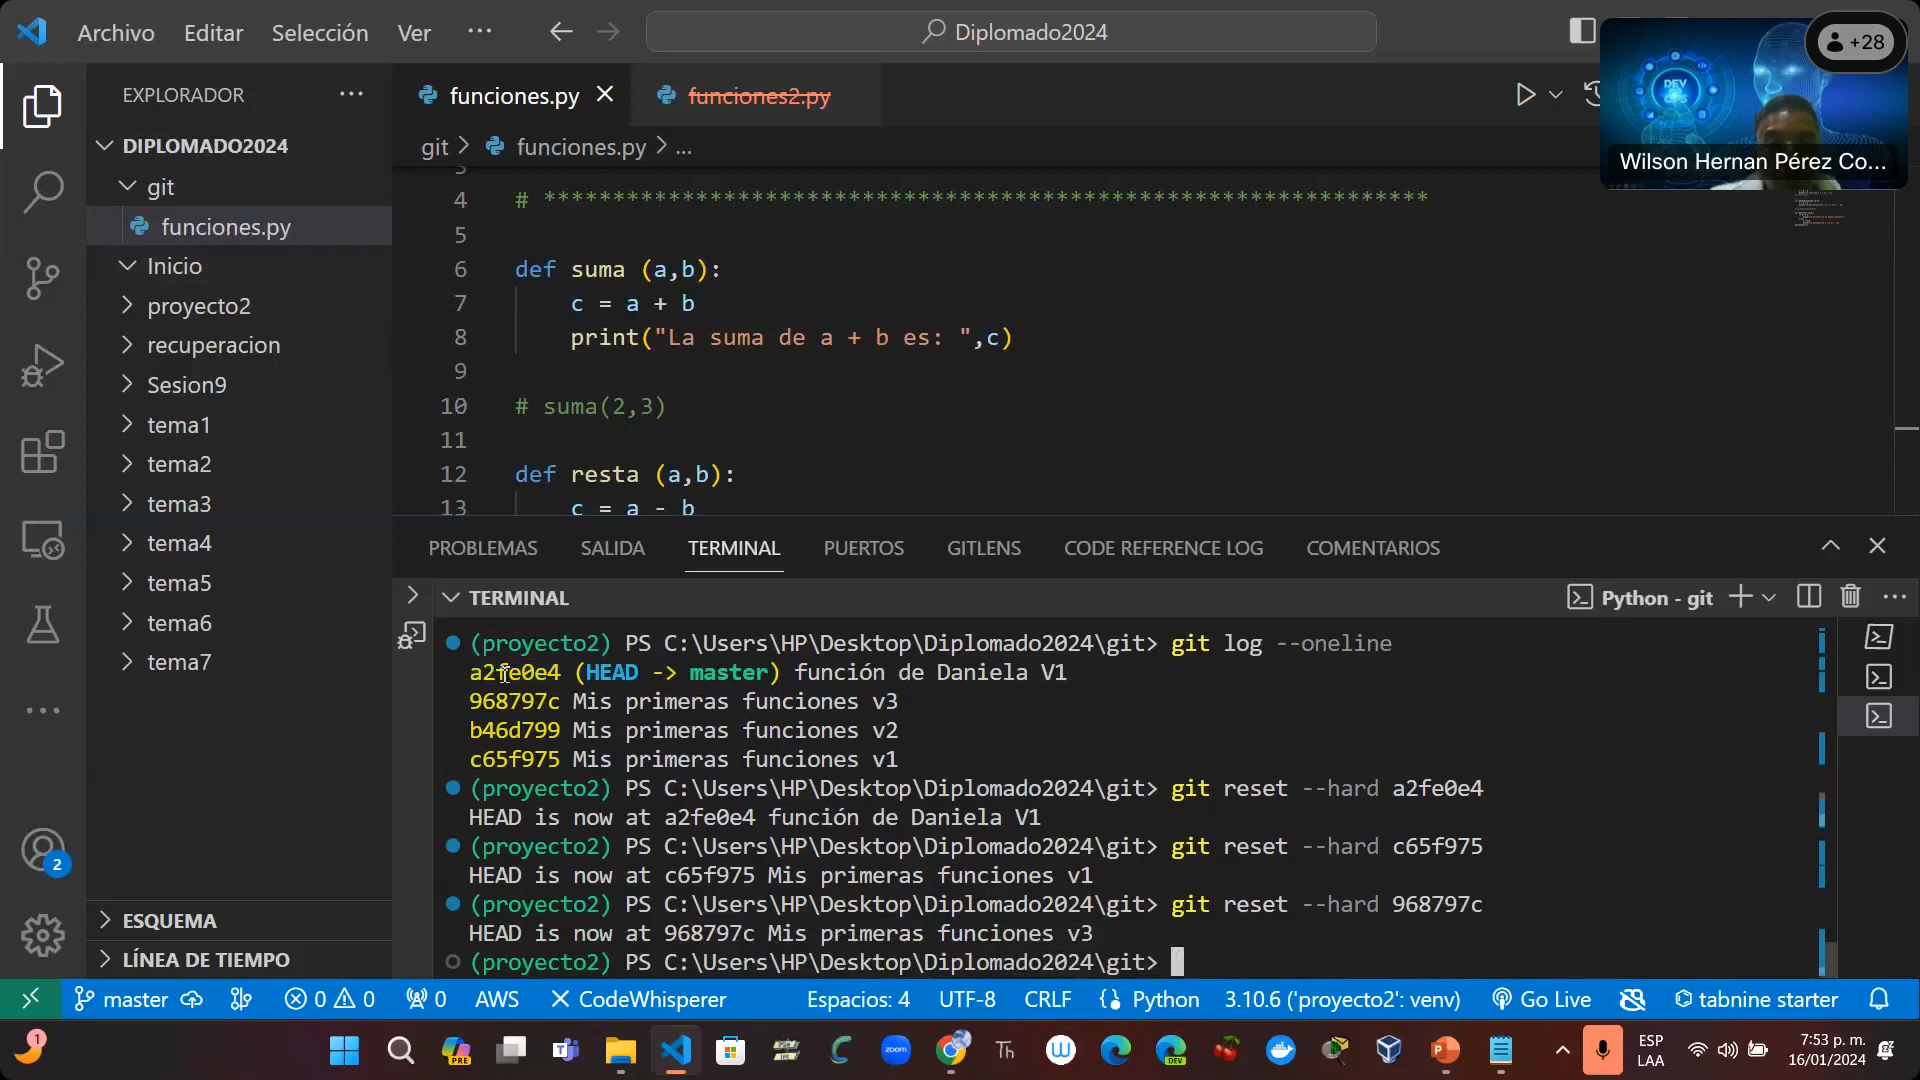 Archivo Editar Selección Ver ··· Diplomado2024
+28
DEV
OPS
Wilson Hernan Pérez Co...
EXPLORADOR ···
funciones.py funciones2.py
git > funciones.py > ...
DIPLOMADO2024
git
funciones.py
Inicio
proyecto2
recuperacion
Sesion9
tema1
tema2
tema3
tema4
tema5
tema6
tema7
ESQUEMA
LÍNEA DE TIEMPO
2
3
4 # ****************************************************************
5
6 def suma (a,b):
7 c = a + b
8 print("La suma de a + b es: ",c)
9
10 # suma(2,3)
11
12 def resta (a,b):
13 c = a - b
PROBLEMAS SALIDA TERMINAL PUERTOS GITLENS CODE REFERENCE LOG COMENTARIOS
TERMINAL Python - git
(proyecto2) PS C:\Users\HP\Desktop\Diplomado2024\git> git log --oneline
a2fe0e4 (HEAD -> master) función de Daniela V1
968797c Mis primeras funciones v3
b46d799 Mis primeras funciones v2
c65f975 Mis primeras funciones v1
(proyecto2) PS C:\Users\HP\Desktop\Diplomado2024\git> git reset --hard a2fe0e4
HEAD is now at a2fe0e4 función de Daniela V1
(proyecto2) PS C:\Users\HP\Desktop\Diplomado2024\git> git reset --hard c65f975
HEAD is now at c65f975 Mis primeras funciones v1
(proyecto2) PS C:\Users\HP\Desktop\Diplomado2024\git> git reset --hard 968797c
HEAD is now at 968797c Mis primeras funciones v3
(proyecto2) PS C:\Users\HP\Desktop\Diplomado2024\git>
master 0 0 0 AWS CodeWhisperer Espacios: 4 UTF-8 CRLF Python 3.10.6 ('proyecto2': venv) Go Live tabnine starter
1
PRE
zoom
Th
W
DEV
P
ESP
LAA
7:53 p. m.
16/01/2024